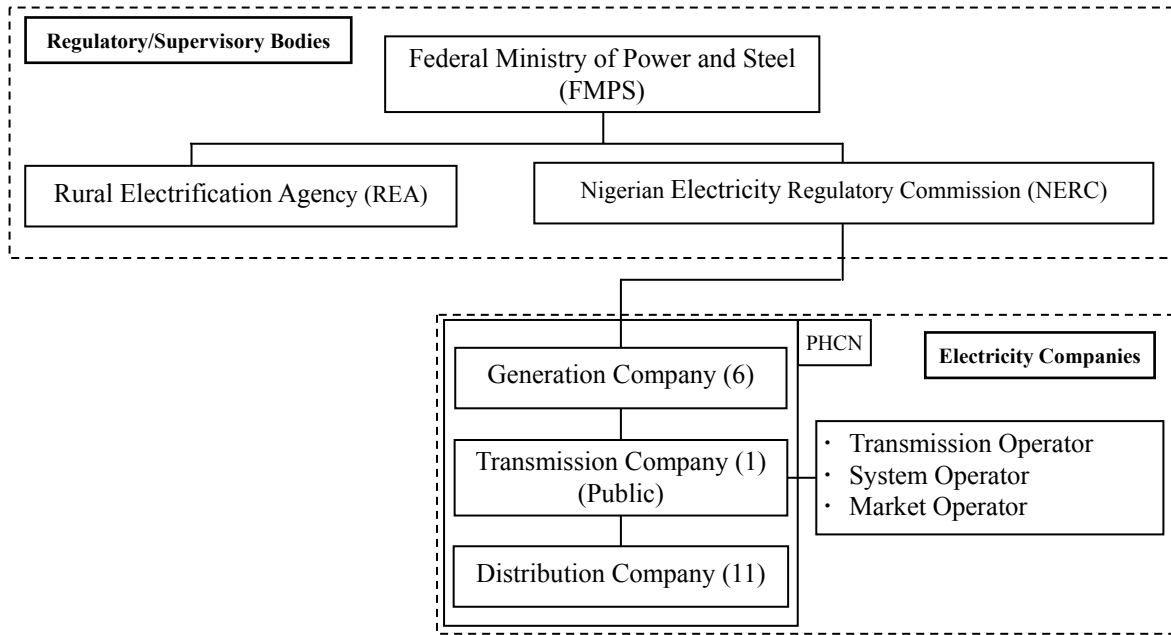 Regulatory/Supervisory Bodies
Federal Ministry of Power and Steel
(FMPS)
Rural Electrification Agency (REA)
Nigerian Electricity Regulatory Commission (NERC)
PHCN
Electricity Companies
Generation Company (6)
Transmission Company (1)
(Public)
・ Transmission Operator
・ System Operator
・ Market Operator
Distribution Company (11)